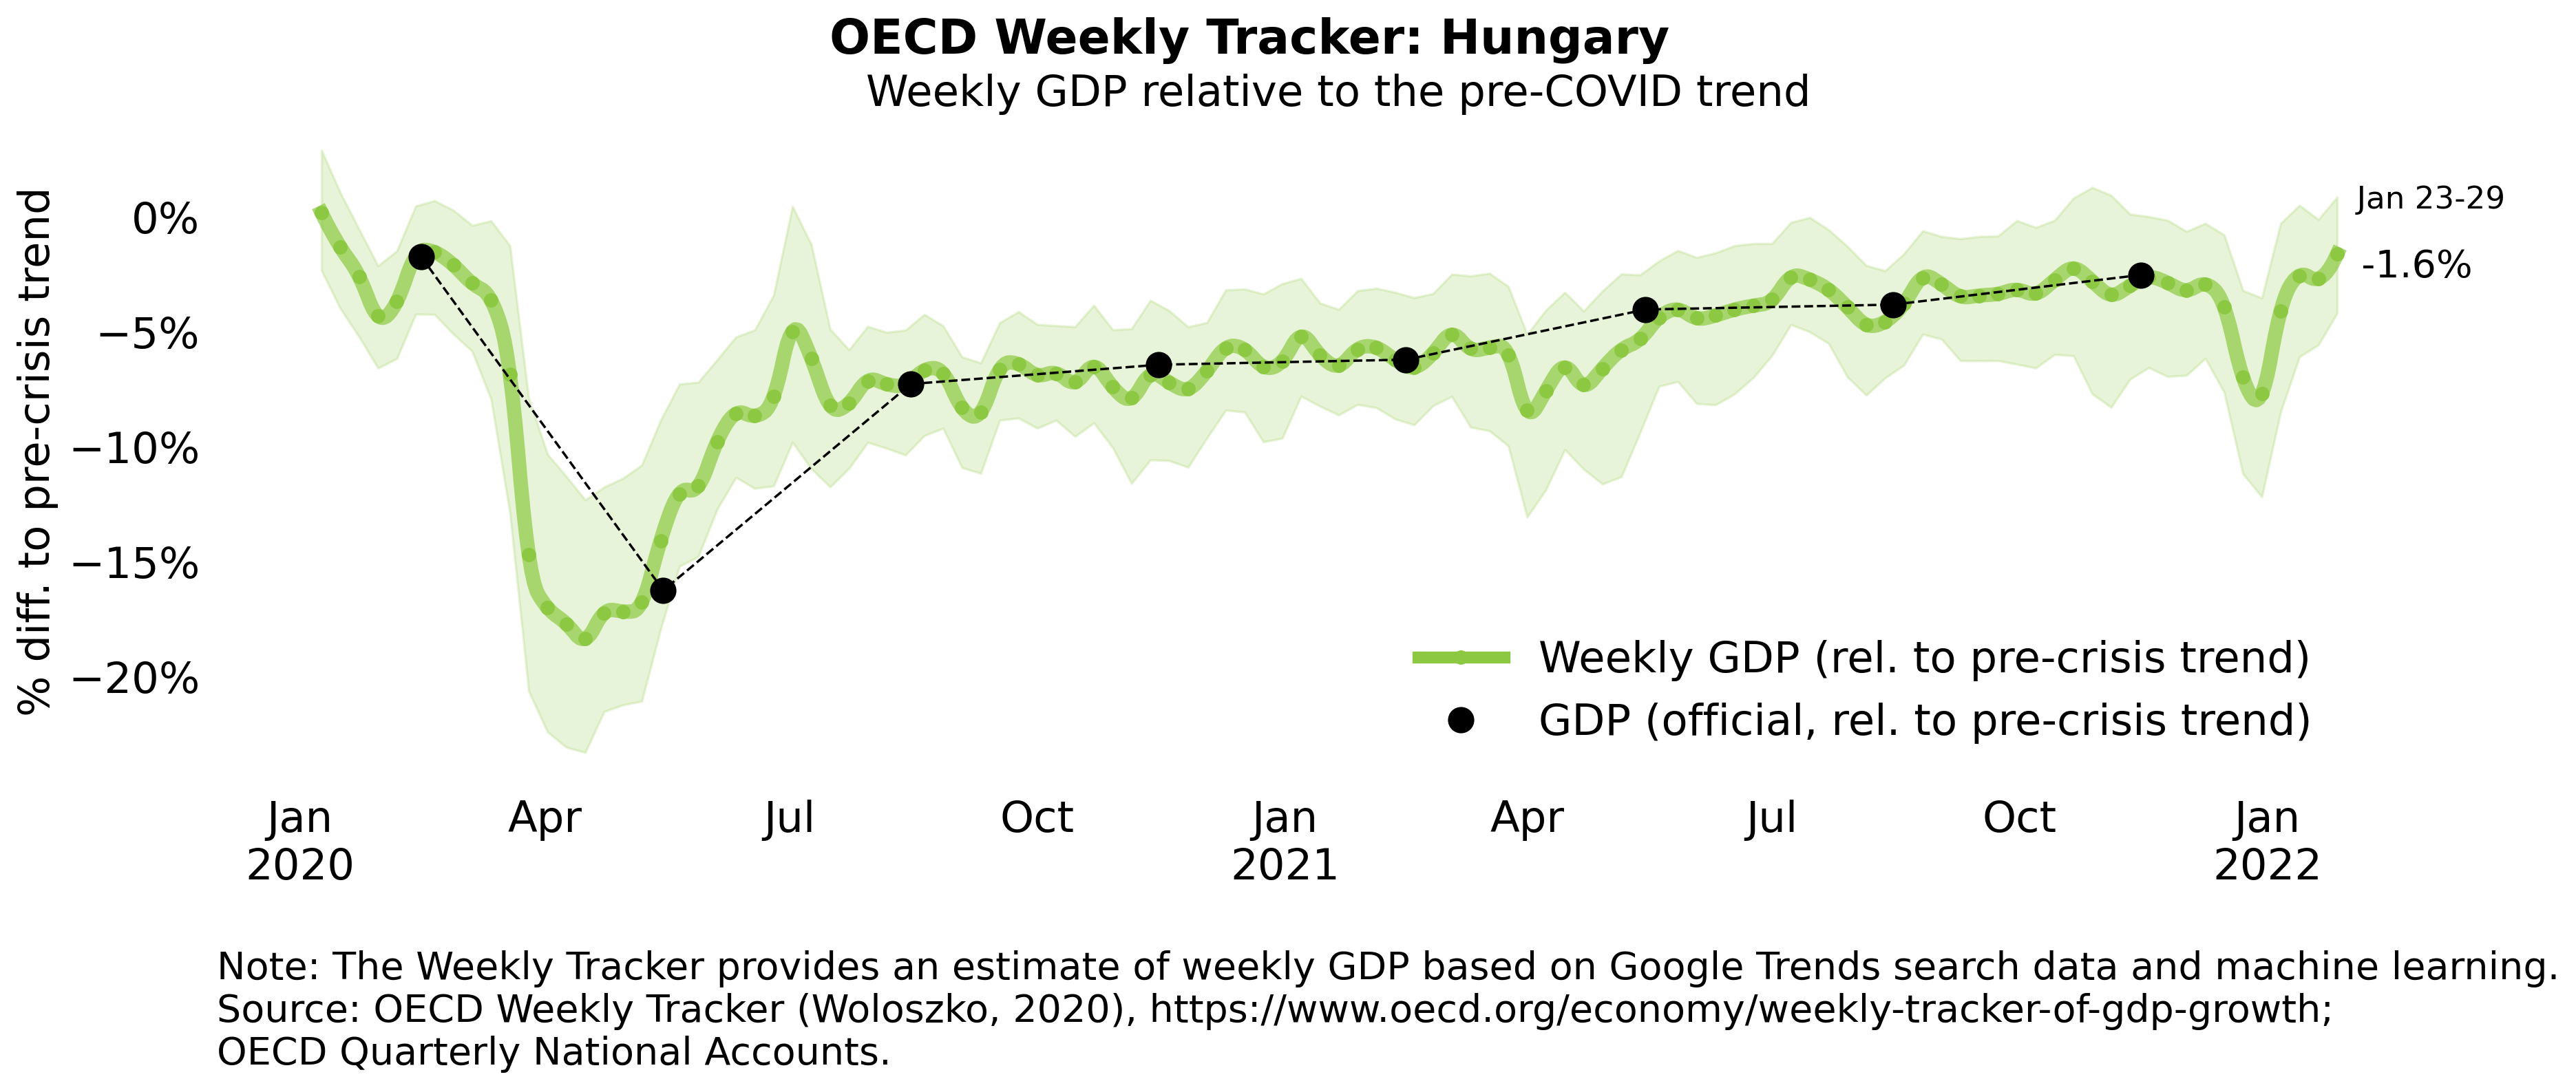 OECD Weekly Tracker: Hungary
Weekly GDP relative to the pre-COVID trend
% diff. to pre-crisis trend
0%
−5%
−10%
−15%
−20%
Jan 23-29
-1.6%
Weekly GDP (rel. to pre-crisis trend)
GDP (official, rel. to pre-crisis trend)
Jan Apr Jul Oct Jan Apr Jul Oct Jan
2020 2021 2022
Note: The Weekly Tracker provides an estimate of weekly GDP based on Google Trends search data and machine learning.
Source: OECD Weekly Tracker (Woloszko, 2020), https://www.oecd.org/economy/weekly-tracker-of-gdp-growth;
OECD Quarterly National Accounts.